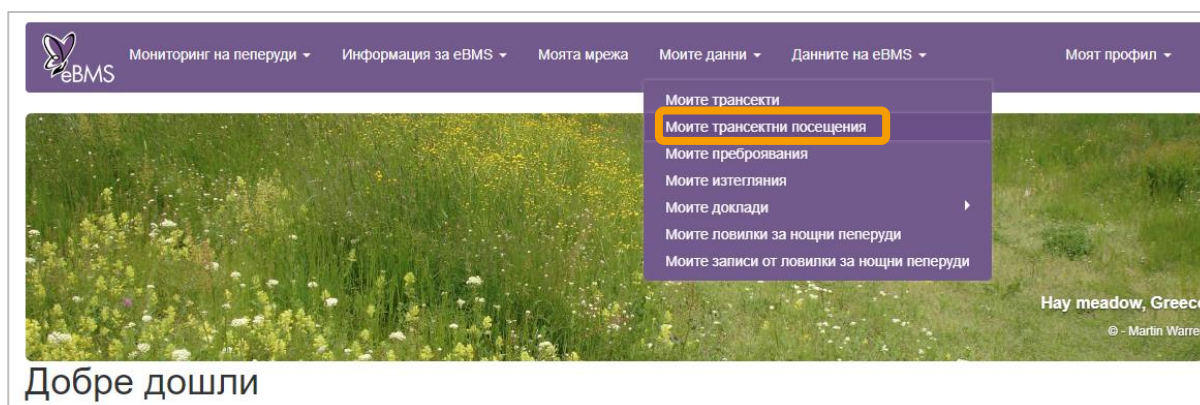 eBMS
Мониторинг на пеперуди Информация за eBMS Моята мрежа Моите данни Данните на eBMS Моят профил
Моите трансекти
Моите трансектни посещения
Моите преброявания
Моите изтегляния
Моите доклади
Моите ловилки за нощни пеперуди
Моите записи от ловилки за нощни пеперуди
Hay meadow, Greec
© - Martin Warre
Добре дошли